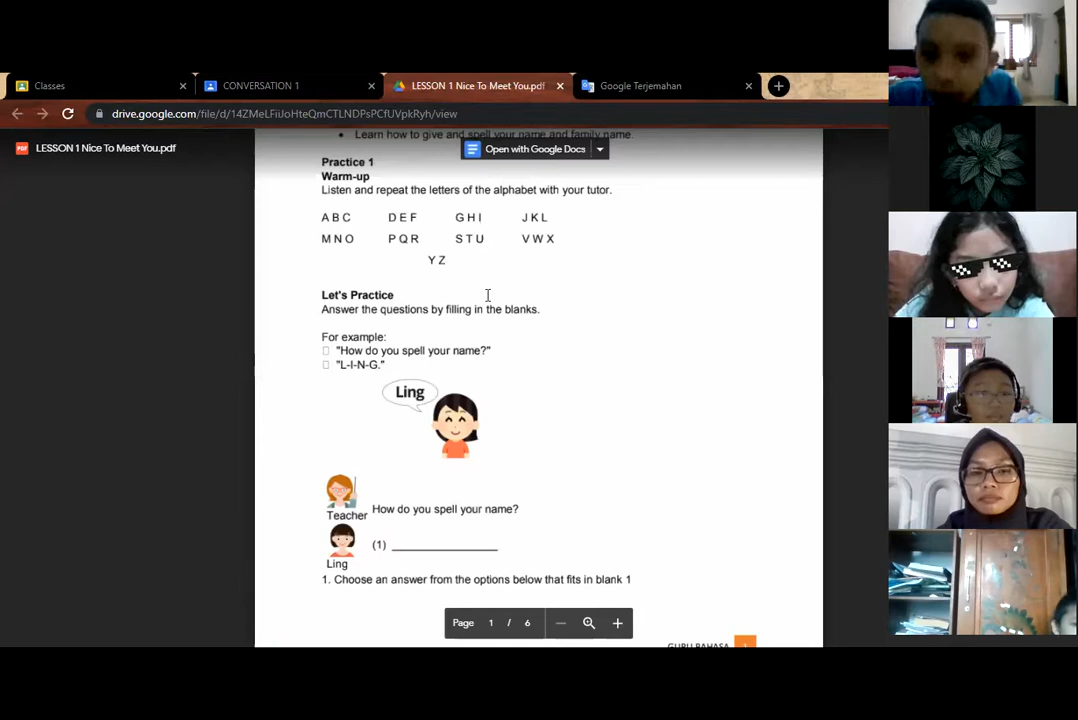 Classes
CONVERSATION 1
LESSON 1 Nice To Meet You.pdf
Google Terjemahan
drive.google.com/file/d/14ZMeLFiiJoHteQmCTLNDPsPCfUVpkRyh/view
LESSON 1 Nice To Meet You.pdf
Learn how to give and spell your name and family name.
Open with Google Docs
Practice 1
Warm-up
Listen and repeat the letters of the alphabet with your tutor.
A B C D E F G H I J K L
M N O P Q R S T U V W X
Y Z
Let's Practice
Answer the questions by filling in the blanks.
For example:
"How do you spell your name?"
"L-I-N-G."
Ling
Teacher How do you spell your name?
(1) ________________
Ling
1. Choose an answer from the options below that fits in blank 1
Page 1 / 6
GURU BAHASA 1